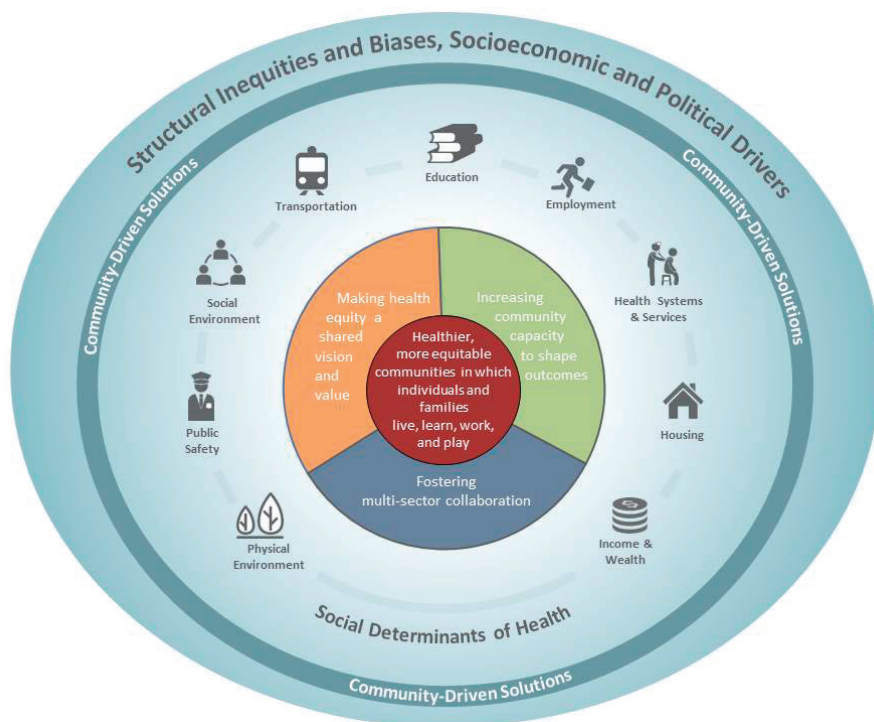 Structural Inequities and Biases, Socioeconomic and Political Drivers
Community-Driven Solutions
Community-Driven Solutions
Education
Transportation
Employment
Social
Environment
Health Systems
& Services
Public
Safety
Housing
Physical
Environment
Income &
Wealth
Making health
equity a
shared
vision
and
value
Increasing
community
capacity
to shape
outcomes
Healthier,
more equitable
communities in which
individuals and
families
live, learn, work,
and play
Fostering
multi-sector collaboration
Social Determinants of Health
Community-Driven Solutions